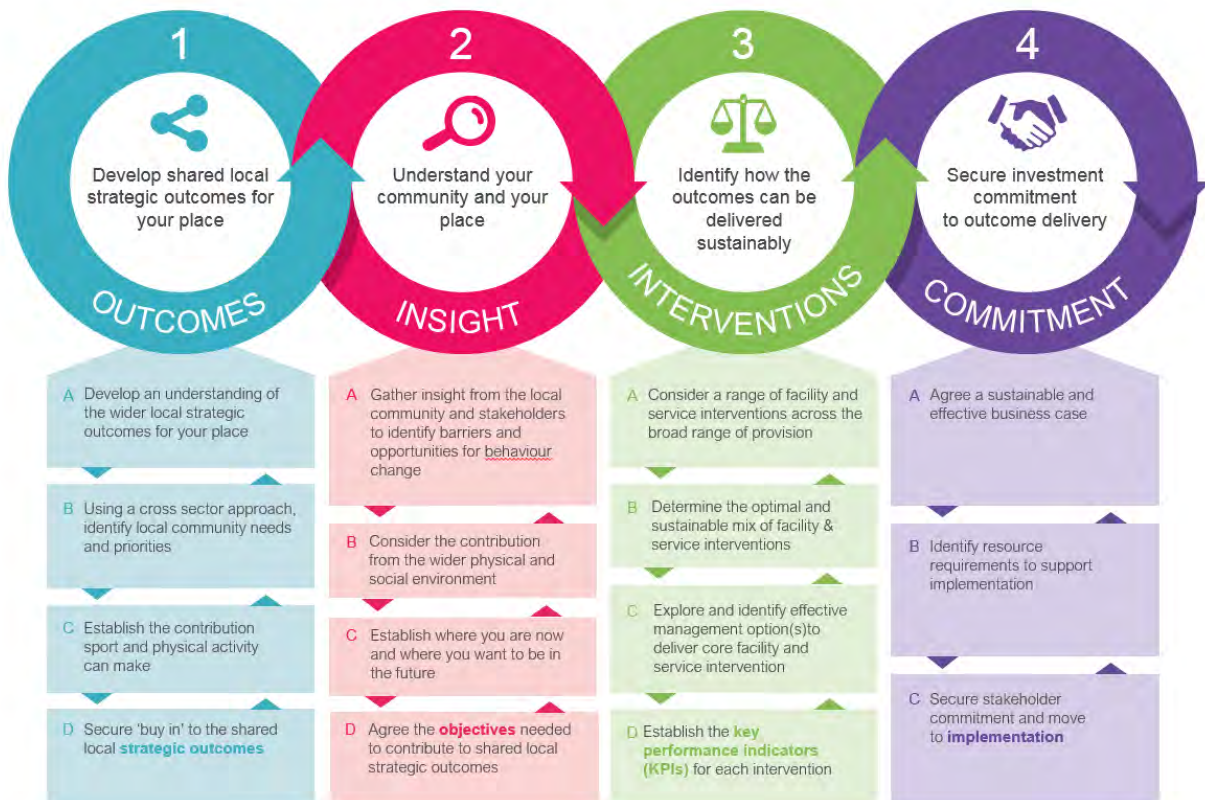 1
Develop shared local
strategic outcomes for
your place
OUTCOMES
A Develop an understanding of
the wider local strategic
outcomes for your place
B Using a cross sector approach,
identify local community needs
and priorities
C Establish the contribution
sport and physical activity
can make
D Secure ‘buy in’ to the shared
local strategic outcomes
2
Understand your
community and your
place
INSIGHT
A Gather insight from the local
community and stakeholders
to identify barriers and
opportunities for behaviour
change
B Consider the contribution
from the wider physical and
social environment
C Establish where you are now
and where you want to be in
the future
D Agree the objectives needed
to contribute to shared local
strategic outcomes
3
Identify how the
outcomes can be
delivered
sustainably
INTERVENTIONS
A Consider a range of facility and
service interventions across the
broad range of provision
B Determine the optimal and
sustainable mix of facility &
service interventions
C Explore and identify effective
management option(s)to
deliver core facility and
service intervention
D Establish the key
performance indicators
(KPIs) for each intervention
4
Secure investment
commitment
to outcome delivery
COMMITMENT
A Agree a sustainable and
effective business case
B Identify resource
requirements to support
implementation
C Secure stakeholder
commitment and move
to implementation